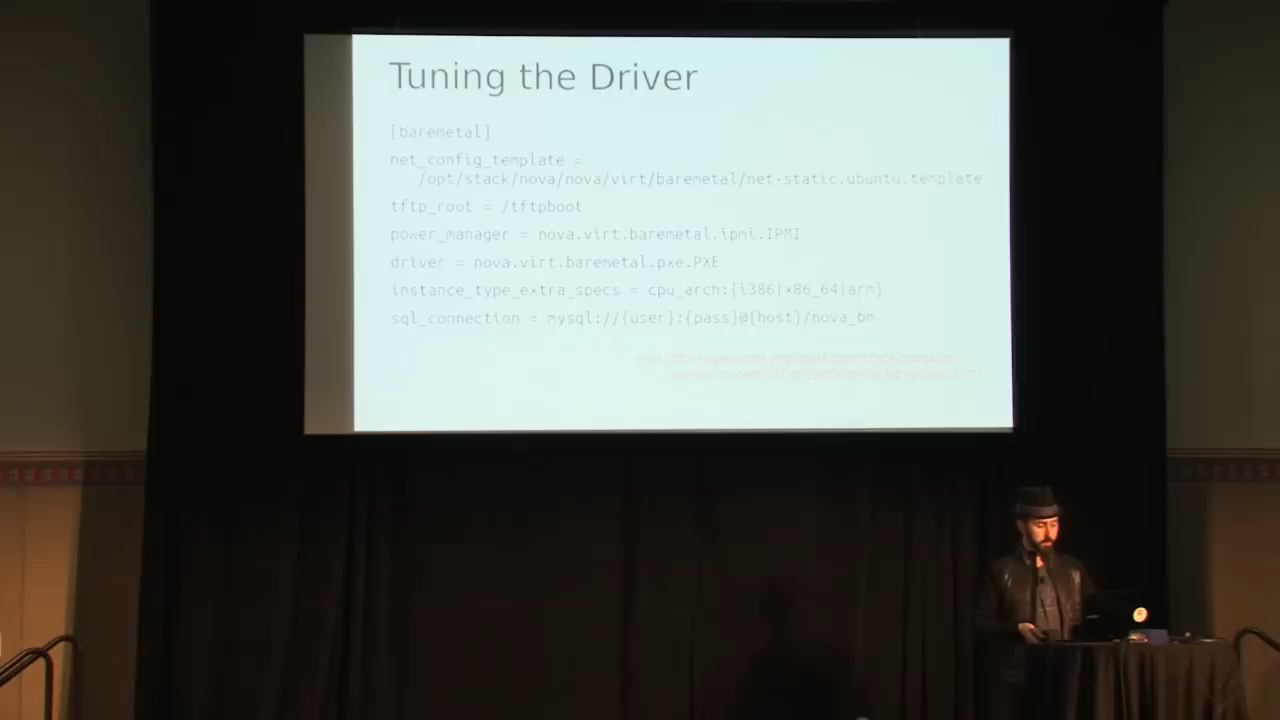 Tuning the Driver
[baremetal]
net_config_template =
/opt/stack/nova/nova/virt/baremetal/net-static.ubuntu.template
tftp_root = /tftpboot
power_manager = nova.virt.baremetal.ipmi.IPMI
driver = nova.virt.baremetal.pxe.PXE
instance_type_extra_specs = cpu_arch:{i386|x86_64|arm}
sql_connection = mysql://{user}:{pass}@[host}/nova_bm